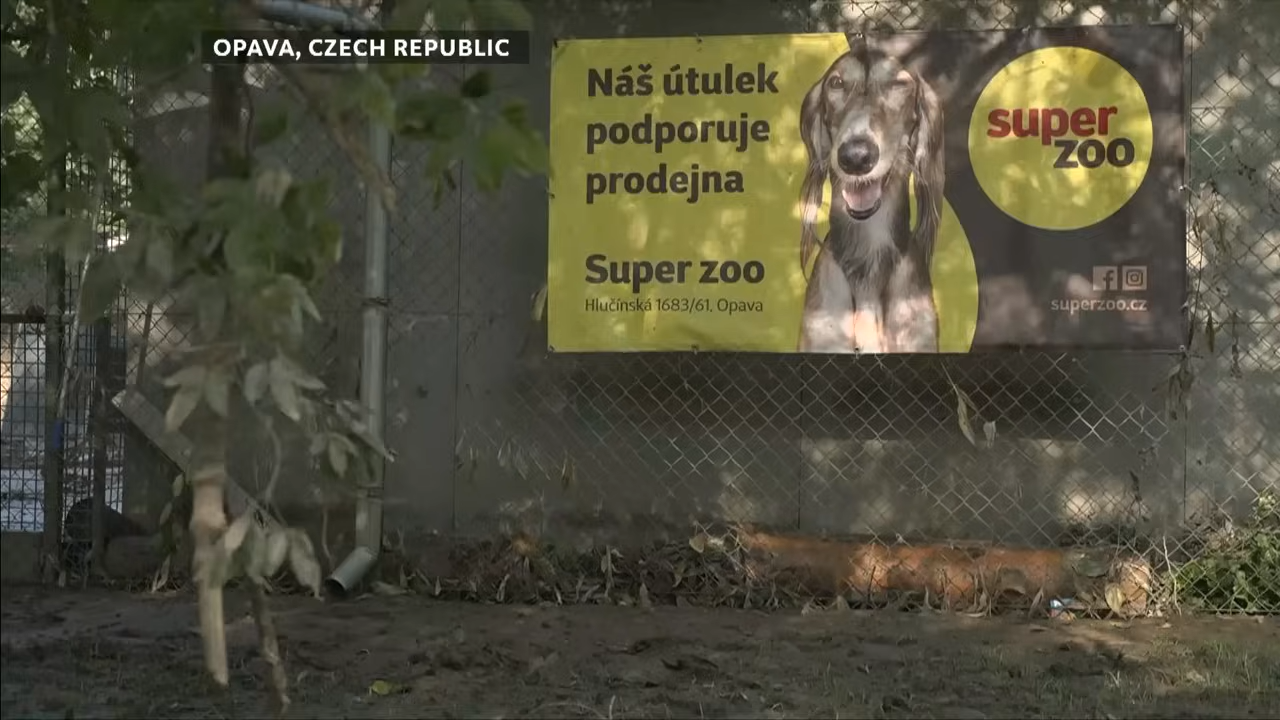 OPAVA, CZECH REPUBLIC
Náš útulek
podporuje
prodejna
Super zoo
Hlučínská 1683/61, Opava
super
zoo
superzoo.cz